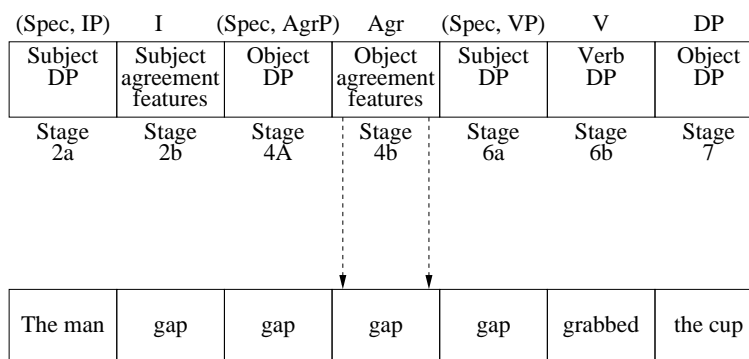 (Spec, IP) I (Spec, AgrP) Agr (Spec, VP) V DP
Subject DP
Subject agreement features
Object DP
Object agreement features
Subject DP
Verb DP
Object DP
Stage 2a
Stage 2b
Stage 4A
Stage 4b
Stage 6a
Stage 6b
Stage 7
The man gap gap gap gap grabbed the cup